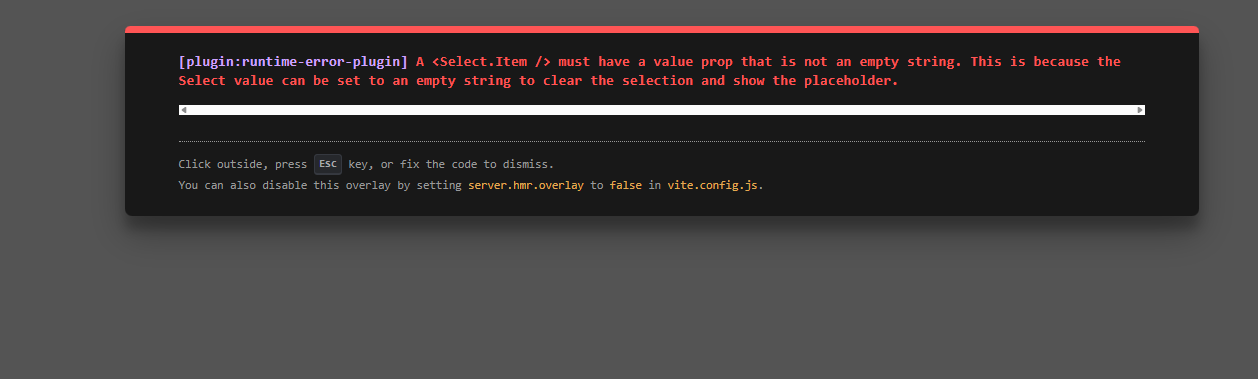 [plugin:runtime-error-plugin] A <Select.Item /> must have a value prop that is not an empty string. This is because the
Select value can be set to an empty string to clear the selection and show the placeholder.
Click outside, press Esc key, or fix the code to dismiss.
You can also disable this overlay by setting server.hmr.overlay to false in vite.config.js.